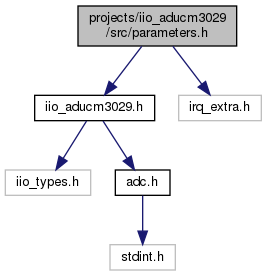 projects/iio_aducm3029
/src/parameters.h
iio_aducm3029.h
irq_extra.h
iio_types.h
adc.h
stdint.h